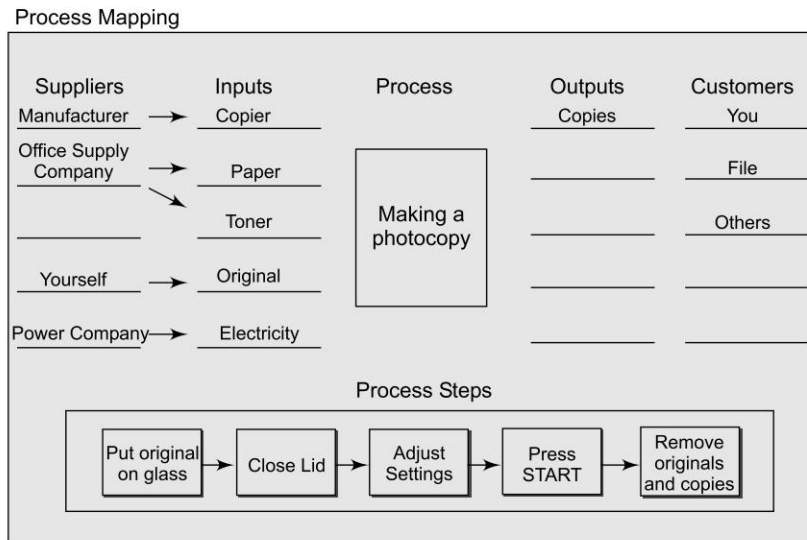 Process Mapping
Suppliers
Inputs
Process
Outputs
Customers
Manufacturer
Copier
Copies
You
Office Supply
Company
Paper
File
Toner
Making a
photocopy
Others
Yourself
Original
Power Company
Electricity
Process Steps
Put original
on glass
Close Lid
Adjust
Settings
Press
START
Remove
originals
and copies